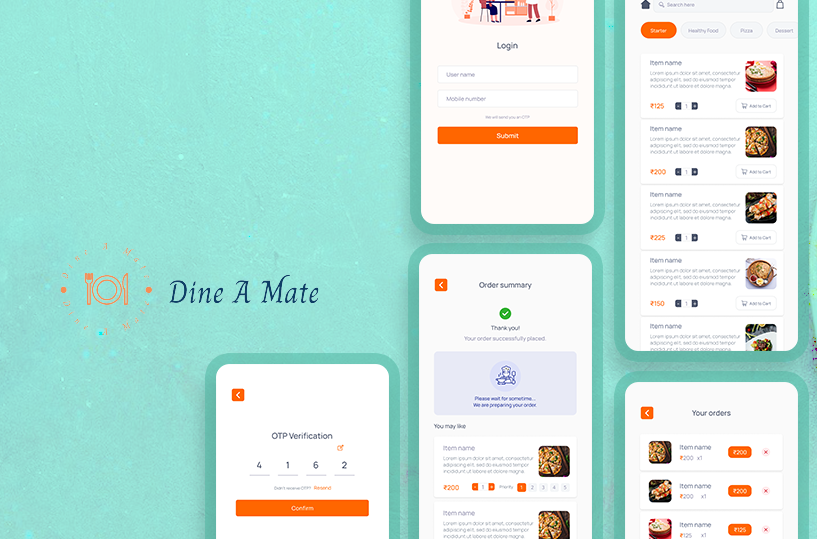 Dine A Mate
Login
User name
Mobile number
We will send you an OTP
Submit
Search here
Starter
Healthy Food
Pizza
Dessert
Item name
Lorem ipsum dolor sit amet, consectetur
adipiscing elit, sed do eiusmod tempor
incididunt ut labore et dolore magna.
₹125
- 1 +
Add to Cart
Item name
Lorem ipsum dolor sit amet, consectetur
adipiscing elit, sed do eiusmod tempor
incididunt ut labore et dolore magna.
₹200
- 1 +
Add to Cart
Item name
Lorem ipsum dolor sit amet, consectetur
adipiscing elit, sed do eiusmod tempor
incididunt ut labore et dolore magna.
₹225
- 1 +
Add to Cart
Item name
Lorem ipsum dolor sit amet, consectetur
adipiscing elit, sed do eiusmod tempor
incididunt ut labore et dolore magna.
₹150
- 1 +
Add to Cart
Item name
Lorem ipsum dolor sit amet, consectetur
adipiscing elit, sed do eiusmod tempor
incididunt ut labore et dolore magna.
OTP Verification
4 1 6 2
Didn't receive OTP? Resend
Confirm
Order summary
Thank you!
Your order successfully placed.
Please wait for sometime...
We are preparing your order.
You may like
Item name
Lorem ipsum dolor sit amet, consectetur
adipiscing elit, sed do eiusmod tempor
incididunt ut labore et dolore magna.
₹200
- 1 +
Priority 1 2 3 4 5
Item name
Lorem ipsum dolor sit amet, consectetur
adipiscing elit, sed do eiusmod tempor
incididunt ut labore et dolore magna.
Your orders
Item name
₹200 x1
₹200
Item name
₹200 x1
₹200
Item name
₹125 x1
₹125